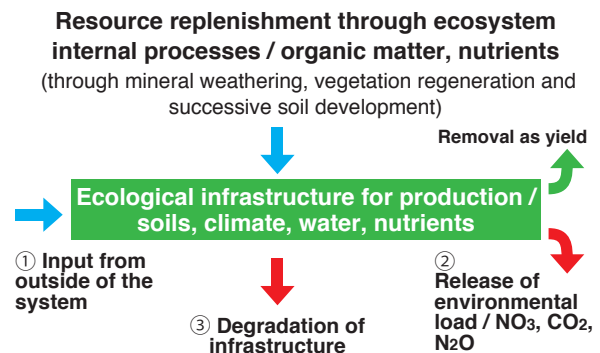 Resource replenishment through ecosystem
internal processes / organic matter, nutrients
(through mineral weathering, vegetation regeneration and
successive soil development)
Removal as yield
Ecological infrastructure for production /
soils, climate, water, nutrients
① Input from
outside of the
system
②
Release of
environmental
load / NO3, CO2,
N2O
③ Degradation of
infrastructure